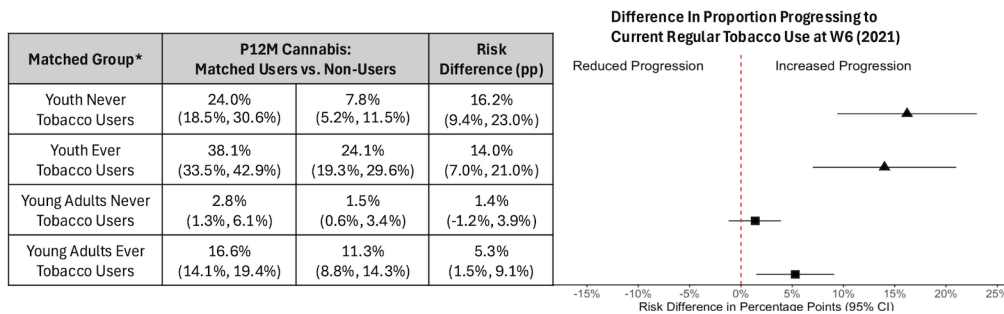 Difference In Proportion Progressing to
Current Regular Tobacco Use at W6 (2021)
Matched Group*
P12M Cannabis:
Matched Users vs. Non-Users
Risk
Difference (pp)
Youth Never
Tobacco Users
24.0%
(18.5%, 30.6%)
7.8%
(5.2%, 11.5%)
16.2%
(9.4%, 23.0%)
Youth Ever
Tobacco Users
38.1%
(33.5%, 42.9%)
24.1%
(19.3%, 29.6%)
14.0%
(7.0%, 21.0%)
Young Adults Never
Tobacco Users
2.8%
(1.3%, 6.1%)
1.5%
(0.6%, 3.4%)
1.4%
(-1.2%, 3.9%)
Young Adults Ever
Tobacco Users
16.6%
(14.1%, 19.4%)
11.3%
(8.8%, 14.3%)
5.3%
(1.5%, 9.1%)
Reduced Progression
Increased Progression
-15% -10% -5% 0% 5% 10% 15% 20% 25%
Risk Difference in Percentage Points (95% CI)